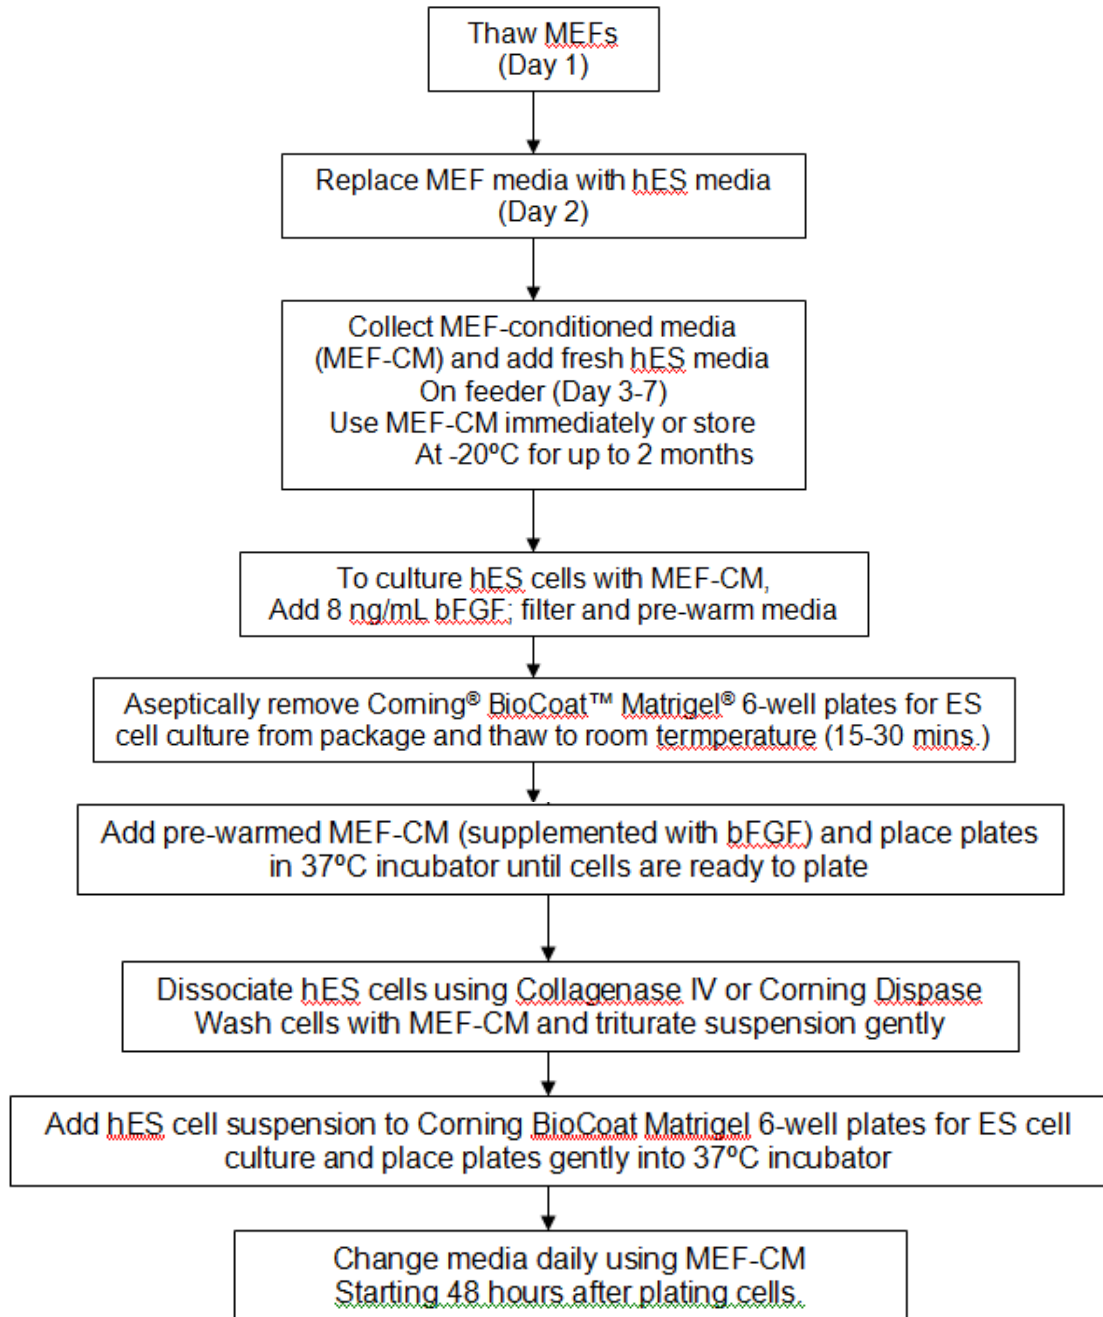 Thaw MEFs
(Day 1)
Replace MEF media with hES media
(Day 2)
Collect MEF-conditioned media
(MEF-CM) and add fresh hES media
On feeder (Day 3-7)
Use MEF-CM immediately or store
At -20ºC for up to 2 months
To culture hES cells with MEF-CM,
Add 8 ng/mL bFGF; filter and pre-warm media
Aseptically remove Corning® BioCoat™ Matrigel® 6-well plates for ES
cell culture from package and thaw to room termperature (15-30 mins.)
Add pre-warmed MEF-CM (supplemented with bFGF) and place plates
in 37ºC incubator until cells are ready to plate
Dissociate hES cells using Collagenase IV or Corning Dispase
Wash cells with MEF-CM and triturate suspension gently
Add hES cell suspension to Corning BioCoat Matrigel 6-well plates for ES cell
culture and place plates gently into 37ºC incubator
Change media daily using MEF-CM
Starting 48 hours after plating cells.